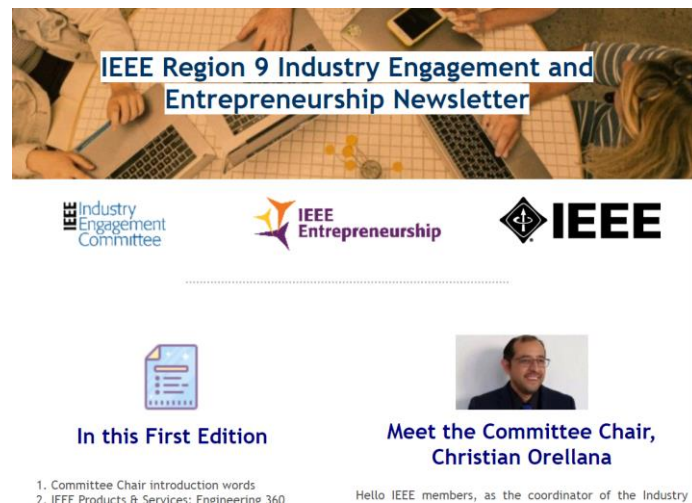 IEEE Region 9 Industry Engagement and
Entrepreneurship Newsletter
IEEE Industry
Engagement
Committee
IEEE
Entrepreneurship
IEEE
In this First Edition
1. Committee Chair introduction words
2. IEEE Products & Services: Engineering 360
Meet the Committee Chair,
Christian Orellana
Hello IEEE members, as the coordinator of the Industry